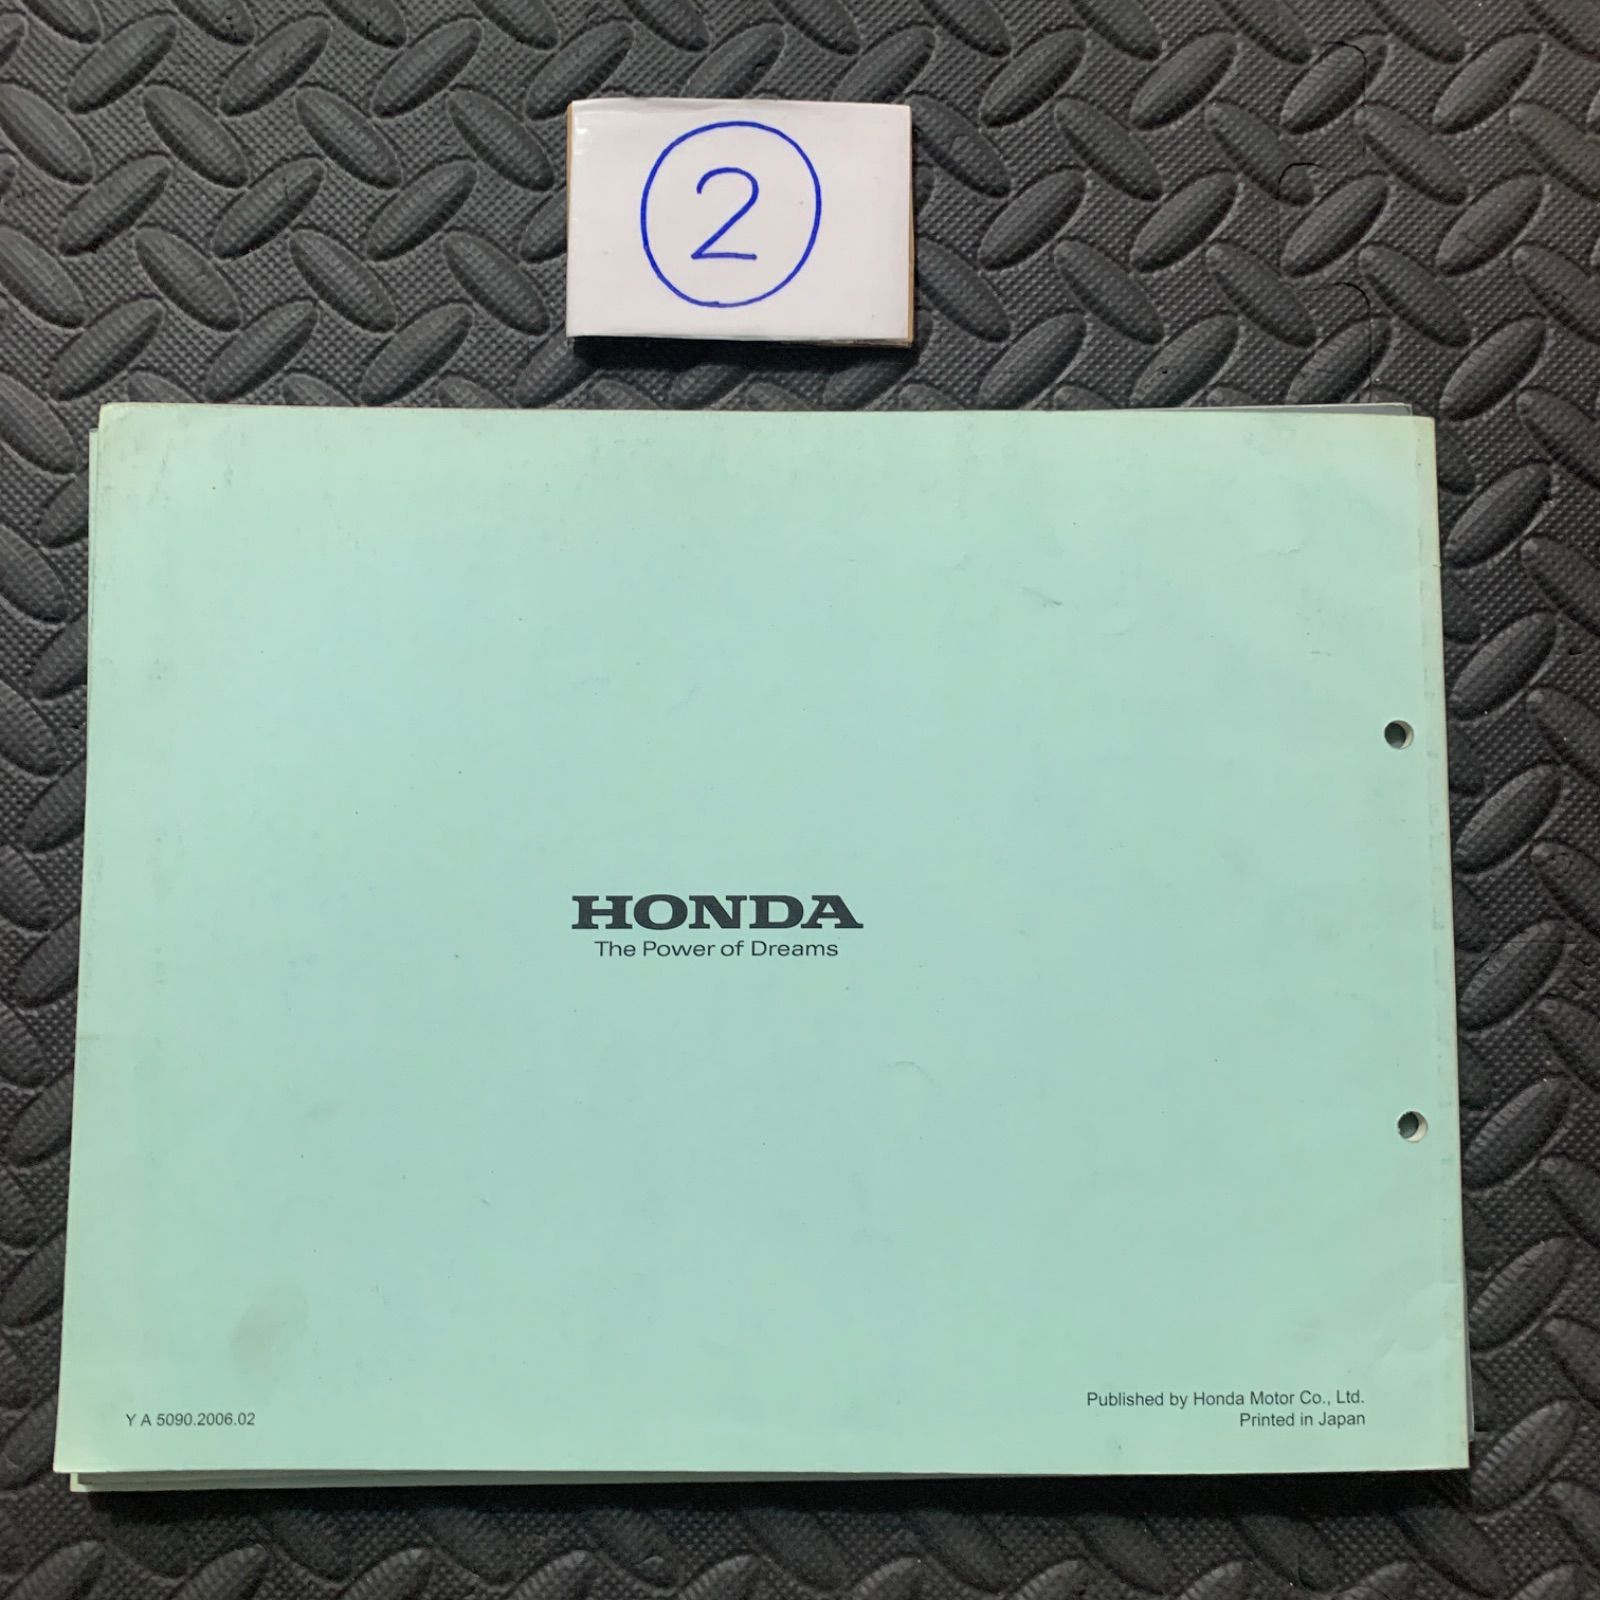 2
HONDA
The Power of Dreams
Y A 5090.2006.02
Published by Honda Motor Co., Ltd.
Printed in Japan